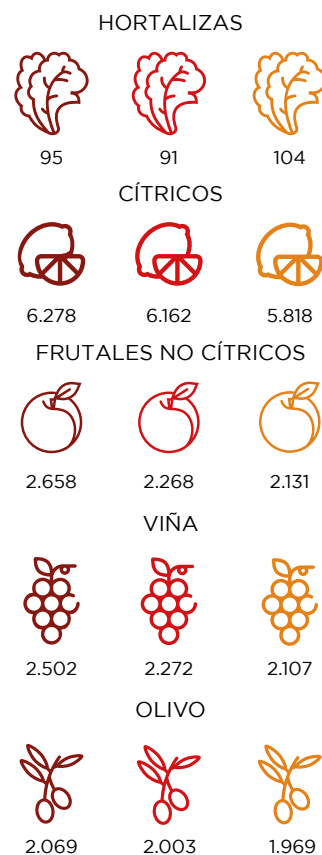 HORTALIZAS
95 91 104
CÍTRICOS
6.278 6.162 5.818
FRUTALES NO CÍTRICOS
2.658 2.268 2.131
VIÑA
2.502 2.272 2.107
OLIVO
2.069 2.003 1.969